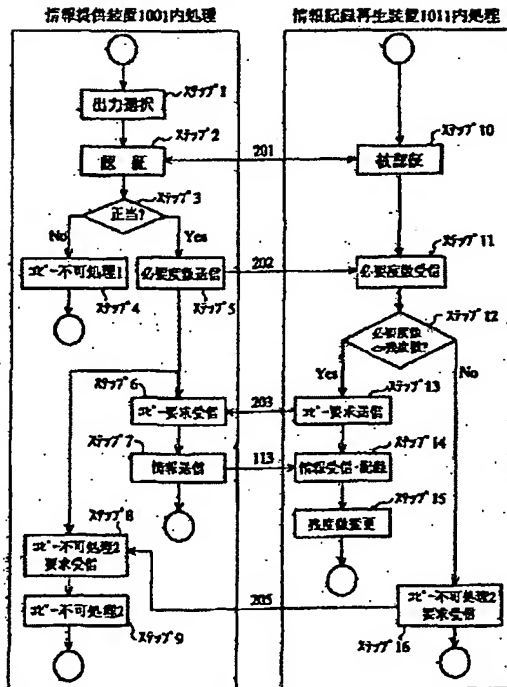 情報提供装置1001内処理
情報記録再生装置1011内処理
ステップ1
出力選択
ステップ2
認 証
201
ステップ10
被認証
ステップ3
正当?
No
Yes
202
ステップ11
必要度数受信
コピー不可処理1
必要度数送信
ステップ4
ステップ5
ステップ12
必要度数
残度数?
Yes
No
ステップ6
コピー要求受信
203
ステップ13
コピー要求送信
ステップ7
情報送信
113
ステップ14
情報受信・記録
ステップ15
残度数変更
ステップ8
コピー不可処理2
要求受信
205
コピー不可処理2
要求受信
コピー不可処理2
ステップ9
ステップ16